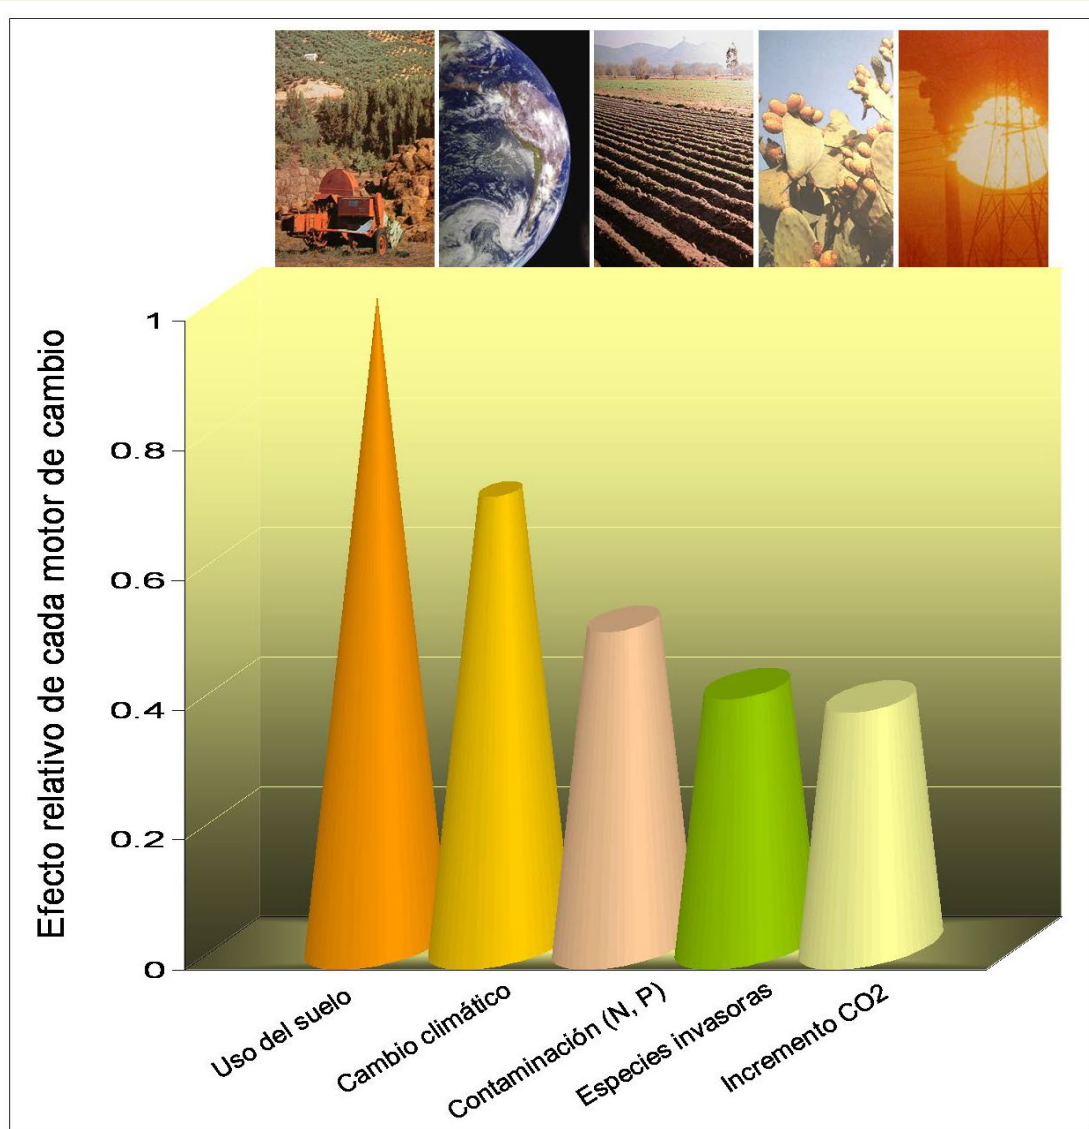 Efecto relativo de cada motor de cambio
1
0.8
0.6
0.4
0.2
0
Uso del suelo
Cambio climático
Contaminación (N, P)
Especies invasoras
Incremento CO2